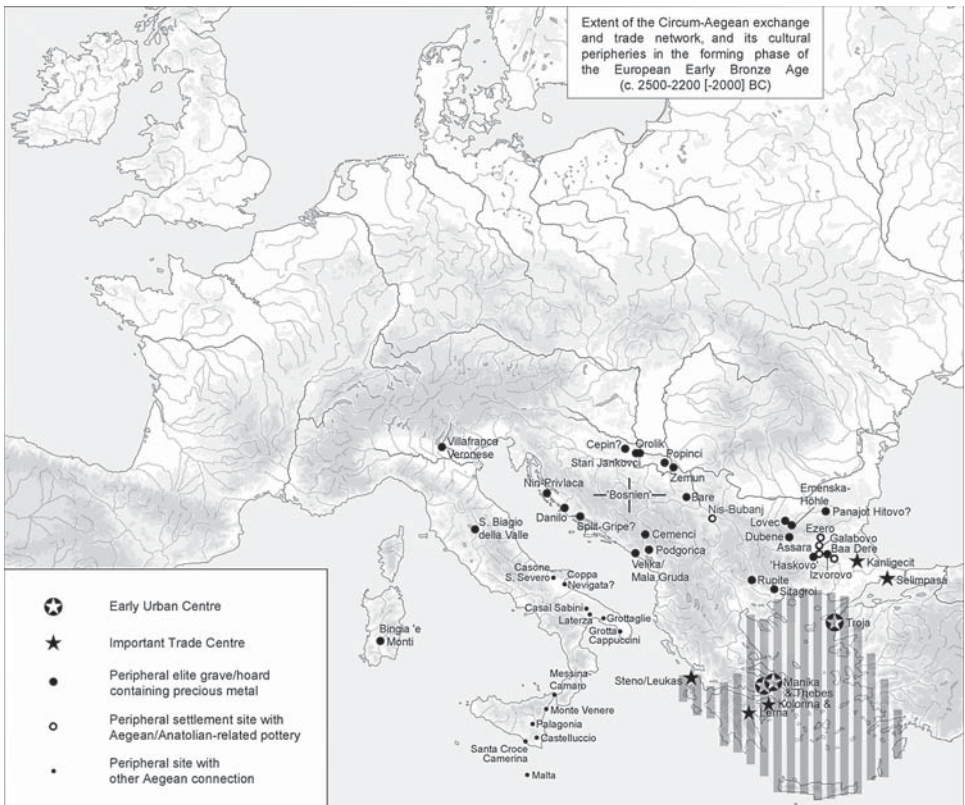 Extent of the Circum-Aegean exchange
and trade network, and its cultural
peripheries in the forming phase of
the European Early Bronze Age
(c. 2500-2200 [-2000] BC)
Villafranca
Veronese
Cepin?
Orolik
Stari Jankovci
Popinci
Zemun
Nin-Privlaca
'Bosnien'
Bare
Emenska-
Höhle
Danilo
Split-Gripe?
Nis-Bubanj
Lovec
Panajot Hitovo?
S. Biagio
della Valle
Cemenci
Dubene
Ezero
Galabovo
Podgorica
Assara
Baa Dere
Velika/
Mala Gruda
'Haskovo'
Kanligecit
Izvorovo
Selimpasa
Casone
S. Severo
Coppa
Nevigata?
Rupite
Sitagroi
Casal Sabini
Laterza
Grottaglie
Grotta
Cappuccini
Troja
Bingia 'e
Monti
Messina-
Camaro
Steno/Leukas
Manika
& Thebes
Kolonna &
Lerna
Monte Venere
Palagonia
Castelluccio
Santa Croce
Camerina
Malta
Early Urban Centre
Important Trade Centre
Peripheral elite grave/hoard
containing precious metal
Peripheral settlement site with
Aegean/Anatolian-related pottery
Peripheral site with
other Aegean connection